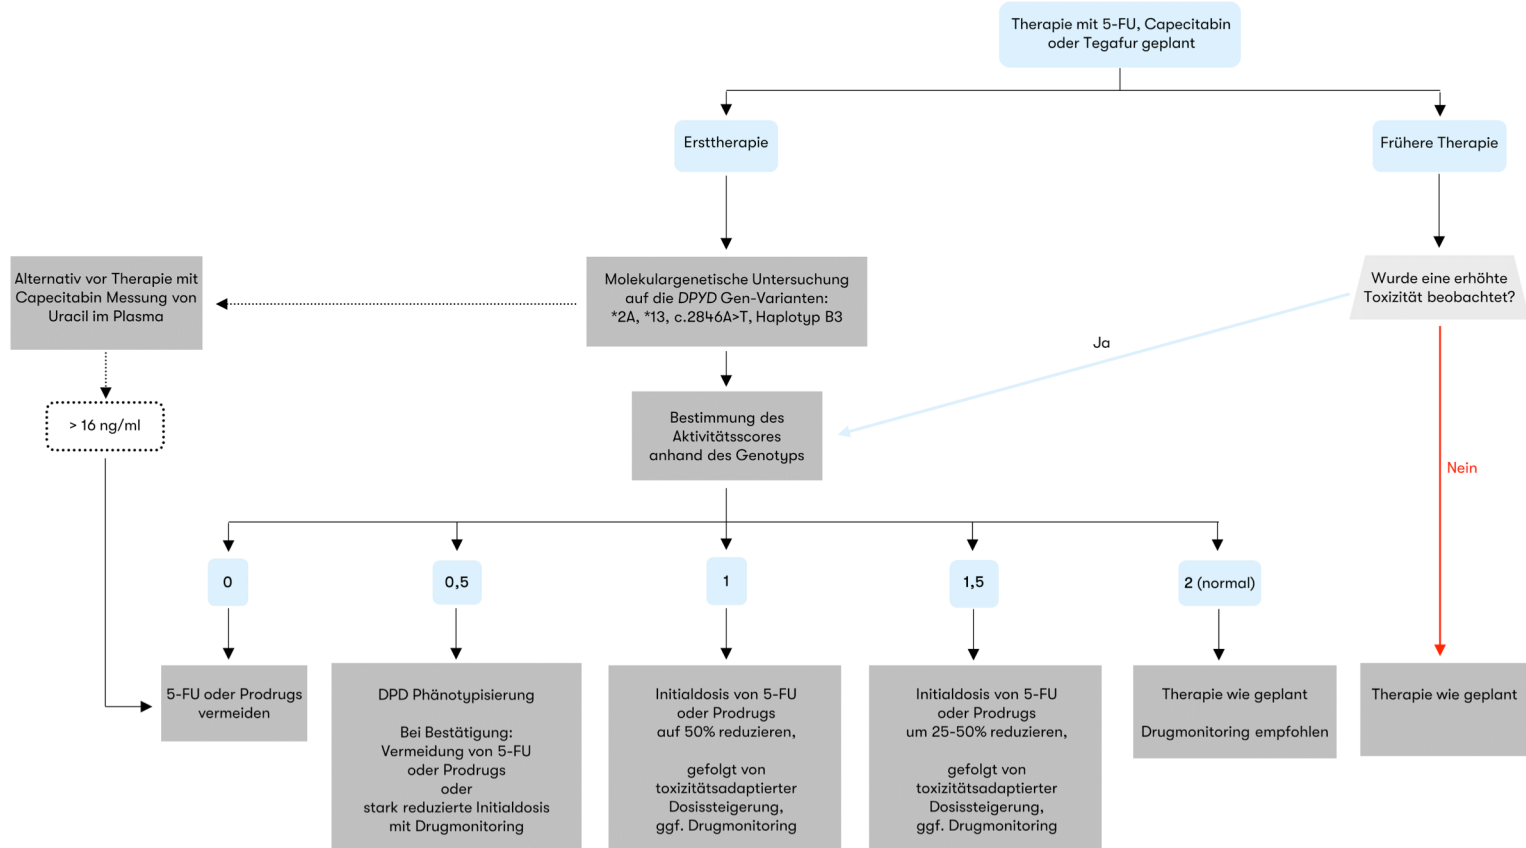 Therapie mit 5-FU, Capecitabin
oder Tegafur geplant
Ersttherapie
Frühere Therapie
Alternativ vor Therapie mit
Capecitabin Messung von
Uracil im Plasma
Molekulargenetische Untersuchung
auf die DPYD Gen-Varianten:
*2A, *13, c.2846A>T, Haplotyp B3
Wurde eine erhöhte
Toxizität beobachtet?
Ja
> 16 ng/ml
Bestimmung des
Aktivitätsscores
anhand des Genotyps
Nein
0
0,5
1
1,5
2 (normal)
5-FU oder Prodrugs
vermeiden
DPD Phänotypisierung
Bei Bestätigung:
Vermeidung von 5-FU
oder Prodrugs
oder
stark reduzierte Initialdosis
mit Drugmonitoring
Initialdosis von 5-FU
oder Prodrugs
auf 50% reduzieren,
gefolgt von
toxizitätsadaptierter
Dosissteigerung,
ggf. Drugmonitoring
Initialdosis von 5-FU
oder Prodrugs
um 25-50% reduzieren,
gefolgt von
toxizitätsadaptierter
Dosissteigerung,
ggf. Drugmonitoring
Therapie wie geplant
Drugmonitoring empfohlen
Therapie wie geplant